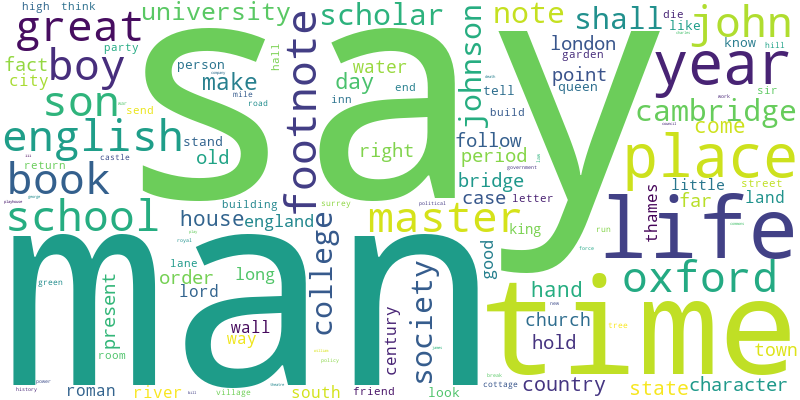 high think
great
university
scholar
note
shall
john
die
like
know
hill
party
fact
city
boy
say
person
make
hall
footnote
johnson
london
garden
point
queen
year
sir
son
send
water
day
inn
end
mile
road
tell
build
cambridge
come
english
stand
old
right
follow
period
place
return
castle
book
bridge
case
letter
government
little
street
far
land
school
building
house
england
surrey
political
master
king
life
thames
run
man
royal
lane
order
long
lord
college
society
good
force
time
oxford
hand
green
present
wall
way
century
church
hold
tree
town
room
policy
roman
river
village
south
friend
look
cottage
country
state
character
history
theatre
break
new